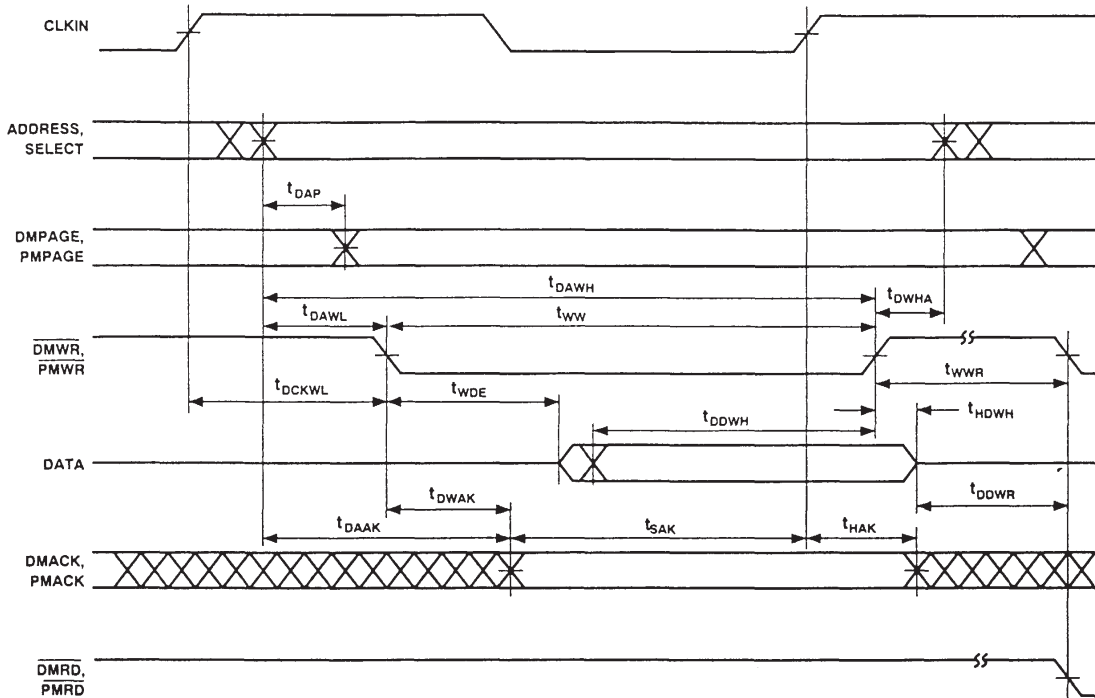 CLKIN
ADDRESS,
SELECT
tDAP
DMPAGE,
PMPAGE
tDAWH
tDWHA
tDAWL
tWW
DMWR,
PMWR
tWWR
tDCKWL
tWDE
tHDWH
tDDWH
DATA
tDWAK
tDDWR
tDAAK
tSAK
tHAK
DMACK,
PMACK
DMRD,
PMRD